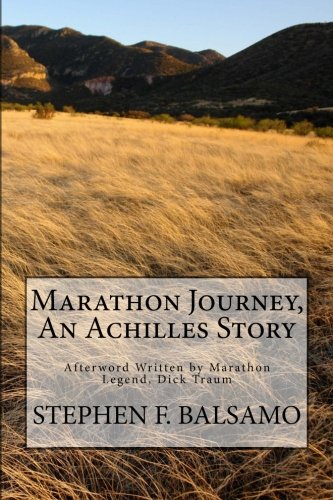 Marathon Journey,
An Achilles Story
Afterword Written by Marathon
Legend, Dick Traum
STEPHEN F. BALSAMO